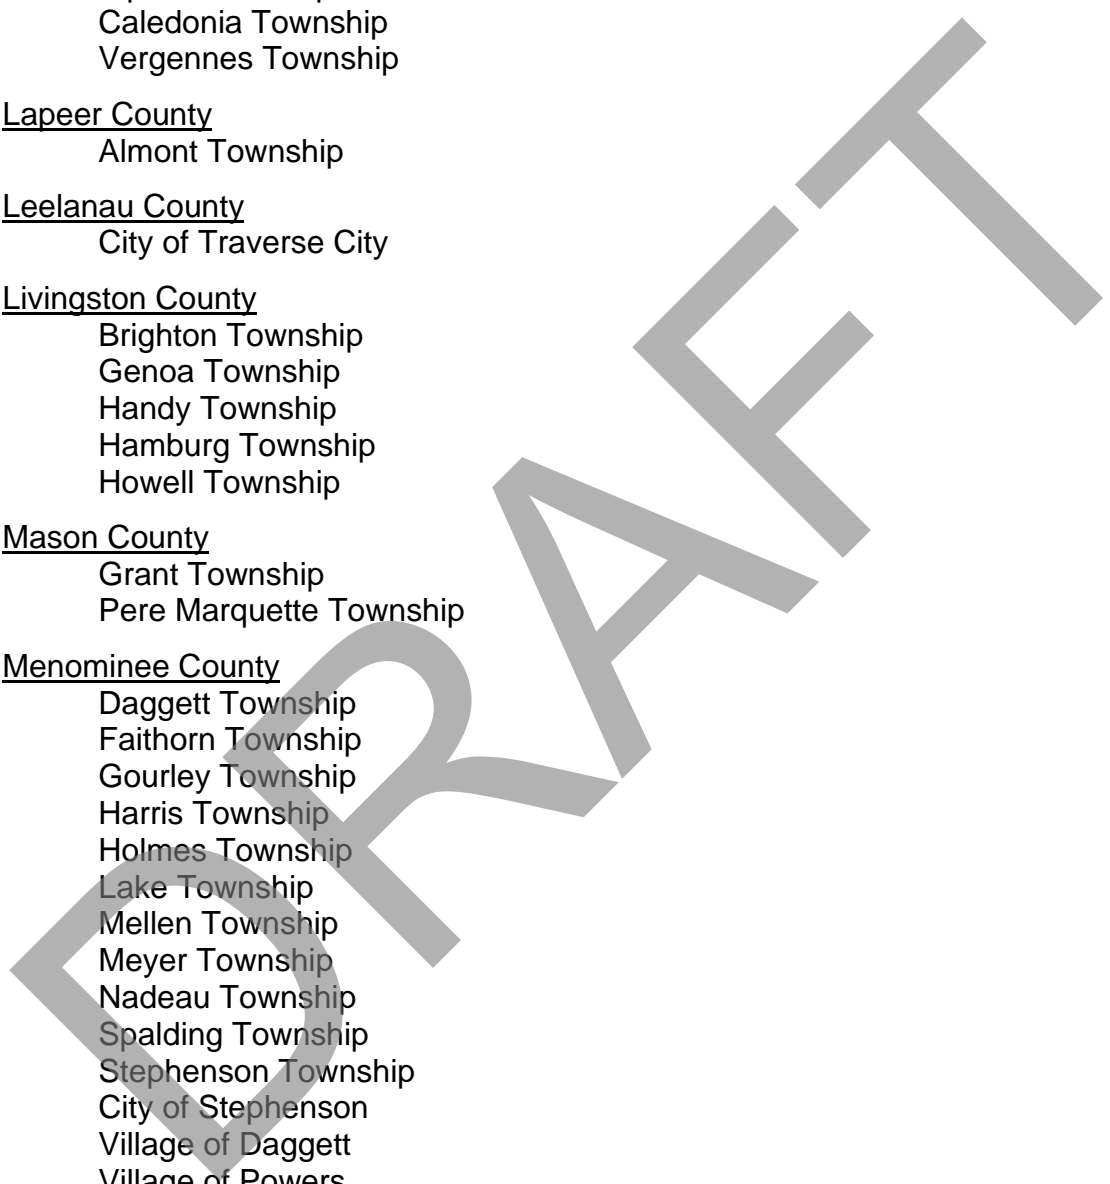 Caledonia Township
Vergennes Township
Lapeer County
Almont Township
Leelanau County
City of Traverse City
Livingston County
Brighton Township
Genoa Township
Handy Township
Hamburg Township
Howell Township
Mason County
Grant Township
Pere Marquette Township
Menominee County
Daggett Township
Faithorn Township
Gourley Township
Harris Township
Holmes Township
Lake Township
Mellen Township
Meyer Township
Nadeau Township
Spalding Township
Stephenson Township
City of Stephenson
Village of Daggett
Village of Powers
DRAFT